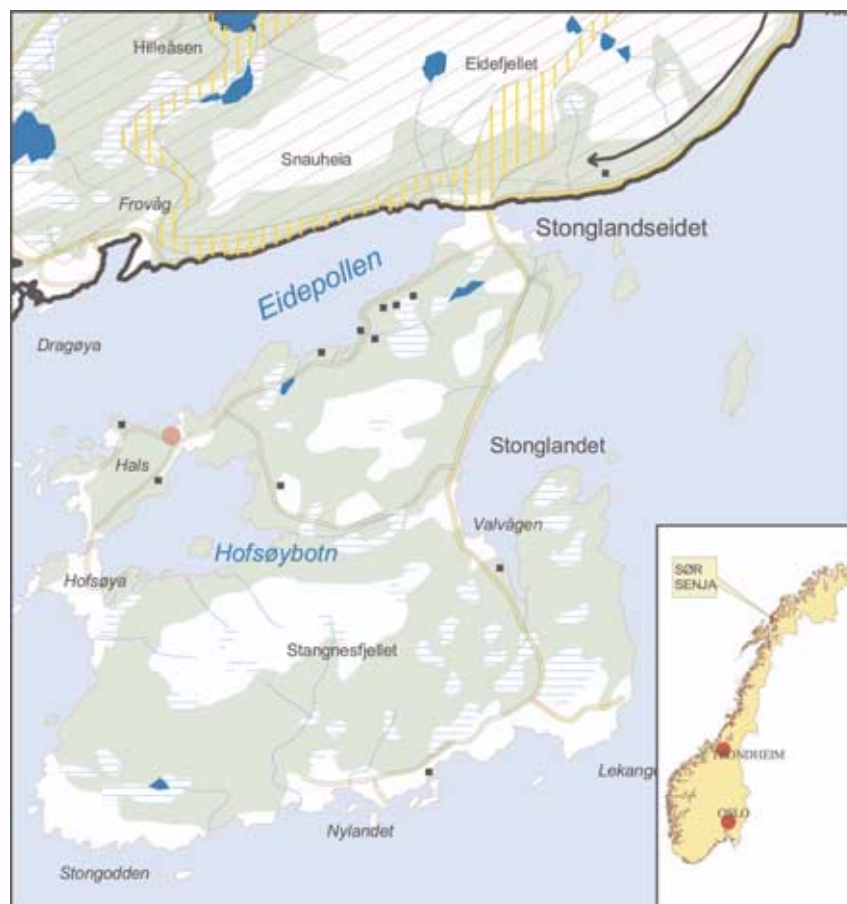 Hilleåsen
Eidefjellet
Snauheia
Frovåg
Stonglandseidet
Eidepollen
Dragøya
Stonglandet
Hals
Valvågen
Hofsøybotn
Hofsøya
SØR
SENJA
Stangnesfjellet
TRONDHEIM
Lekange
OSLO
Nylandet
Stongodden